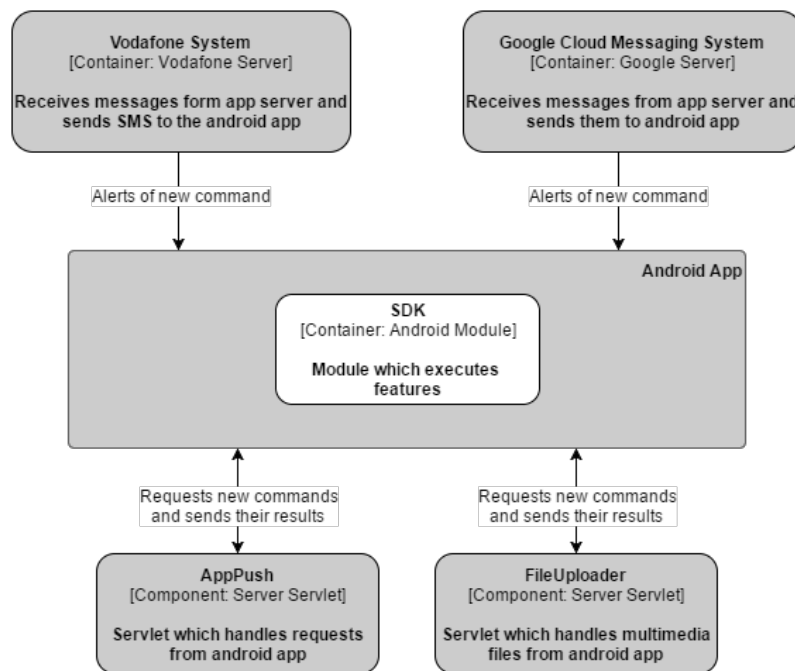 Vodafone System
[Container: Vodafone Server]
Receives messages form app server and
sends SMS to the android app
Google Cloud Messaging System
[Container: Google Server]
Receives messages from app server and
sends them to android app
Alerts of new command
Alerts of new command
Android App
SDK
[Container: Android Module]
Module which executes
features
Requests new commands
and sends their results
Requests new commands
and sends their results
AppPush
[Component: Server Servlet]
Servlet which handles requests
from android app
FileUploader
[Component: Server Servlet]
Servlet which handles multimedia
files from android app